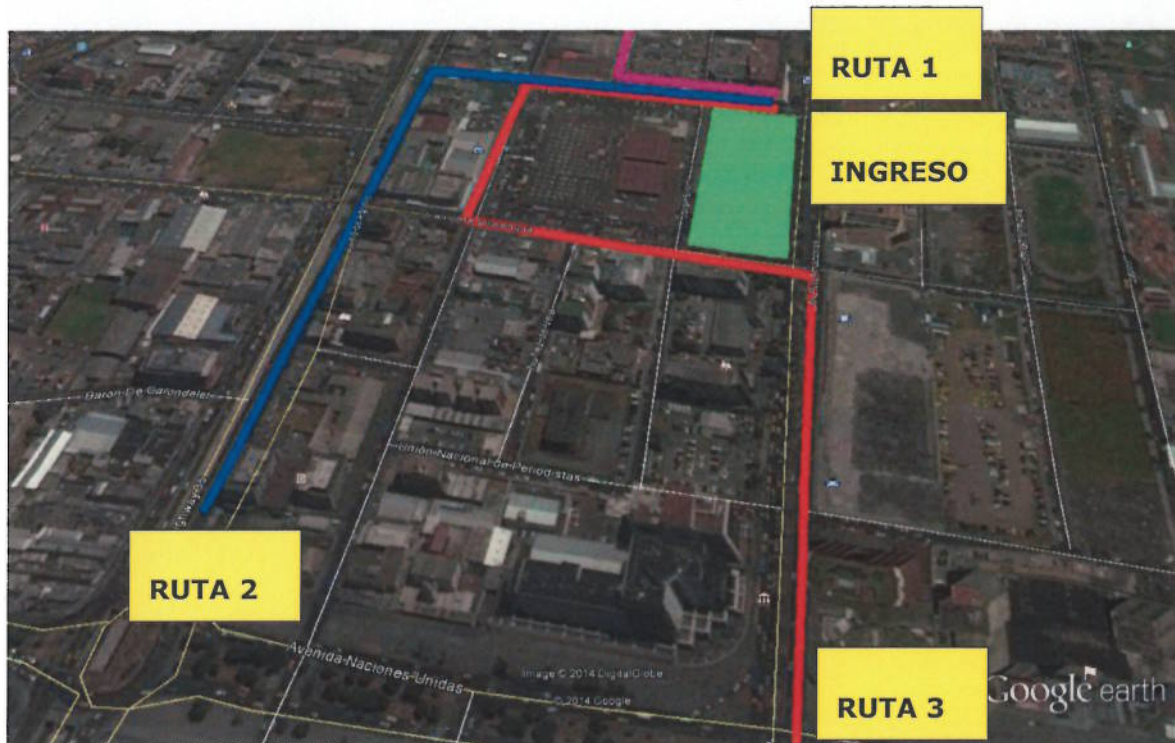 RUTA 1
INGRESO
Baron De Carondelet
Unión Nacional de Periodistas
RUTA 2
Avenida Naciones Unidas
Image © 2014 DigitalGlobe
© 2014 Google
RUTA 3
Google earth